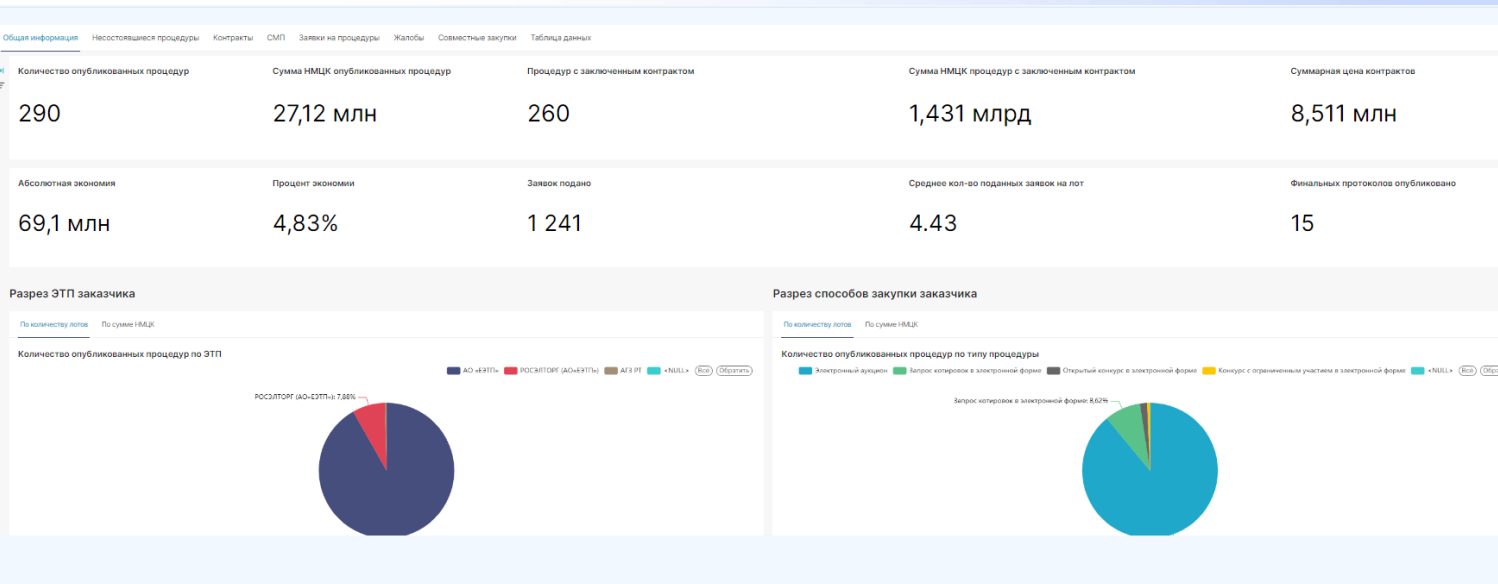 Общая информация Несостоявшиеся процедуры Контракты СМП Заявки на процедуры Жалобы Совместные закупки Таблица данных
Количество опубликованных процедур Сумма НМЦК опубликованных процедур Процедур с заключенным контрактом Сумма НМЦК процедур с заключенным контрактом Суммарная цена контрактов
290 27,12 млн 260 1,431 млрд 8,511 млн
Абсолютная экономия Процент экономии Заявок подано Среднее кол-во поданных заявок на лот Финальных протоколов опубликовано
69,1 млн 4,83% 1 241 4.43 15
Разрез ЭТП заказчика Разрез способов закупки заказчика
По количеству лотов По сумме НМЦК По количеству лотов По сумме НМЦК
Количество опубликованных процедур по ЭТП Количество опубликованных процедур по типу процедуры
АО «ЕЭТП» РОСЭЛТОРГ (АО«ЕЭТП») АГЗ РТ <NULL> Всё Обратить Электронный аукцион Запрос котировок в электронной форме Открытый конкурс в электронной форме Конкурс с ограниченным участием в электронной форме <NULL> Всё
РОСЭЛТОРГ (АО«ЕЭТП»): 7,88% Запрос котировок в электронной форме: 8,62%